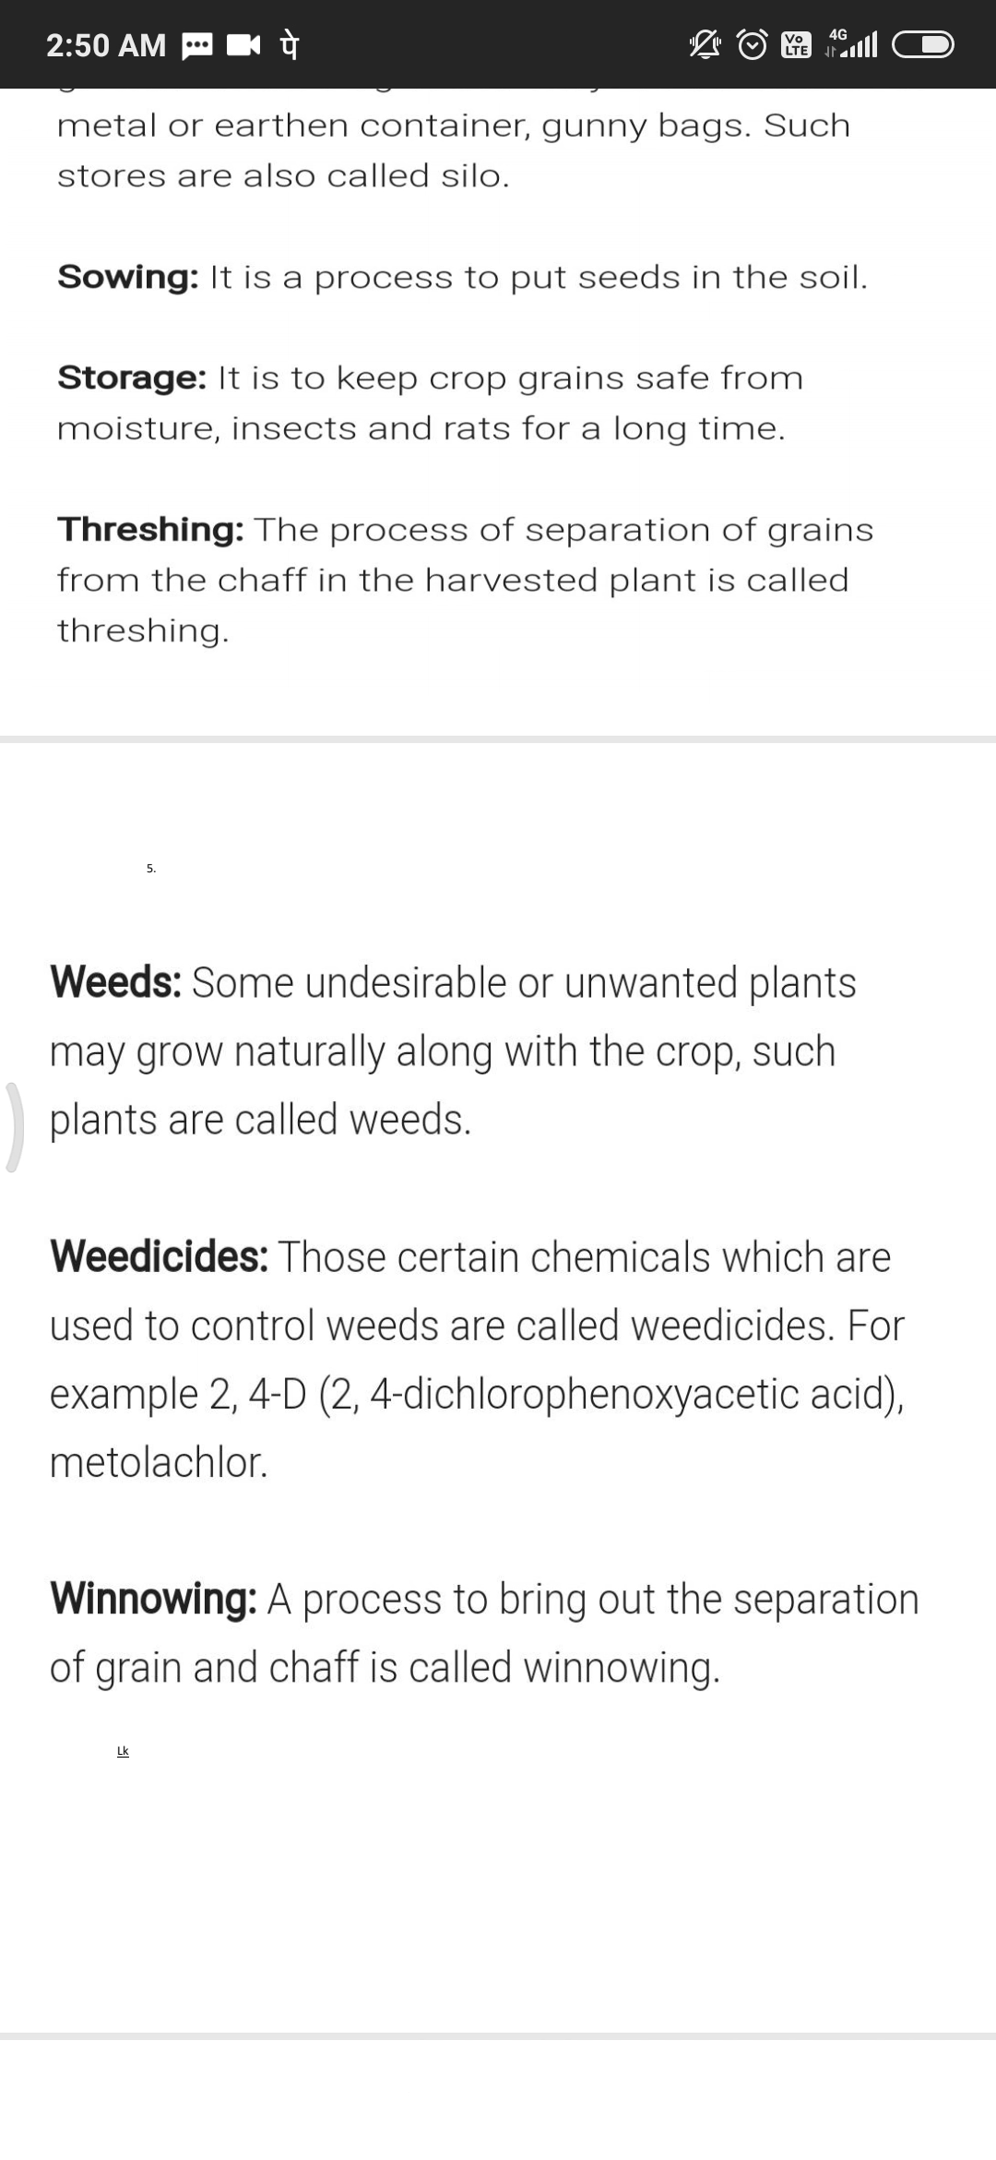 2:50 AM पे Vo LTE 4G
metal or earthen container, gunny bags. Such
stores are also called silo.
Sowing: It is a process to put seeds in the soil.
Storage: It is to keep crop grains safe from
moisture, insects and rats for a long time.
Threshing: The process of separation of grains
from the chaff in the harvested plant is called
threshing.
5.
Weeds: Some undesirable or unwanted plants
may grow naturally along with the crop, such
plants are called weeds.
Weedicides: Those certain chemicals which are
used to control weeds are called weedicides. For
example 2, 4-D (2, 4-dichlorophenoxyacetic acid),
metolachlor.
Winnowing: A process to bring out the separation
of grain and chaff is called winnowing.
Lk